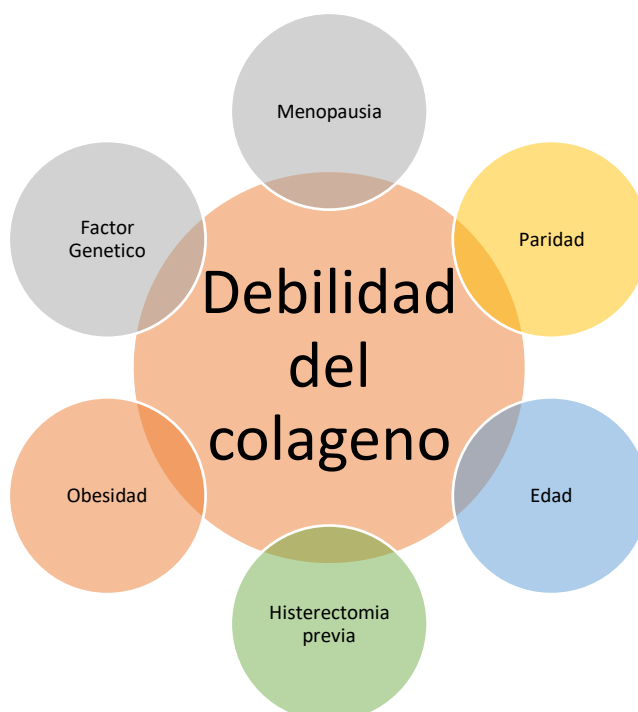 Menopausia
Factor
Genetico
Paridad
Debilidad
del
colageno
Obesidad
Edad
Histerectomia
previa